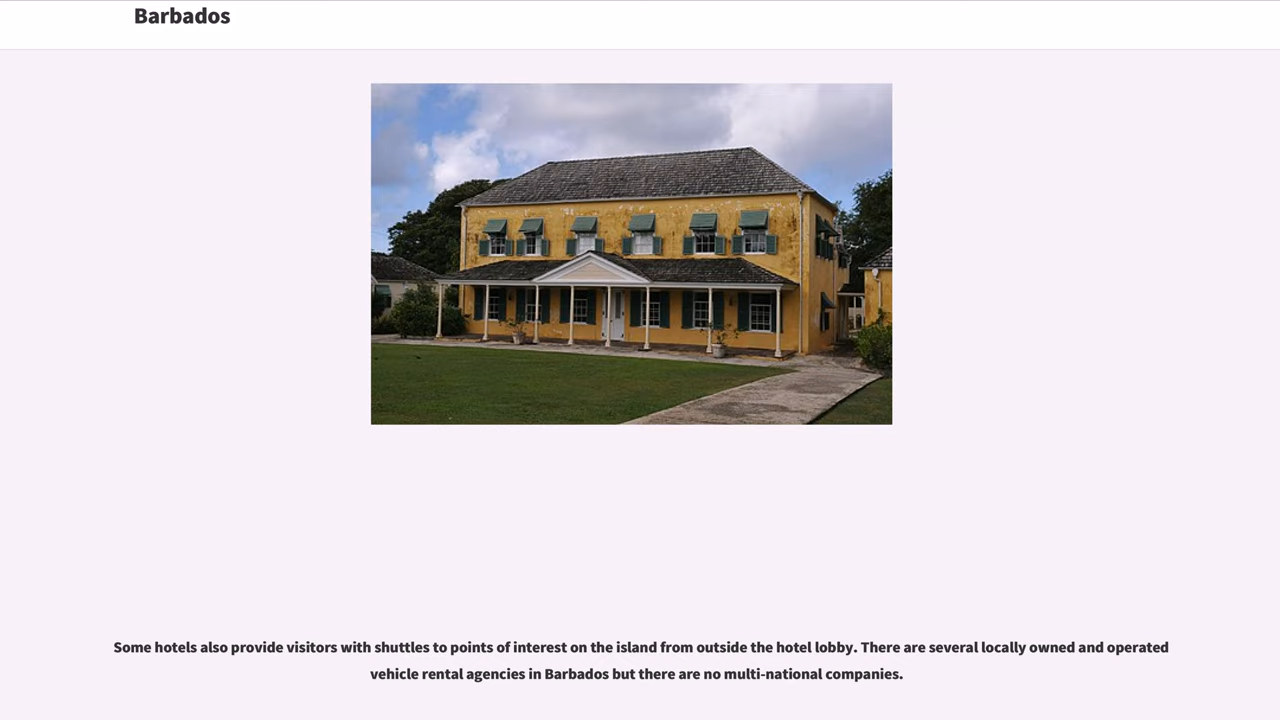 Barbados
Some hotels also provide visitors with shuttles to points of interest on the island from outside the hotel lobby. There are several locally owned and operated
vehicle rental agencies in Barbados but there are no multi-national companies.